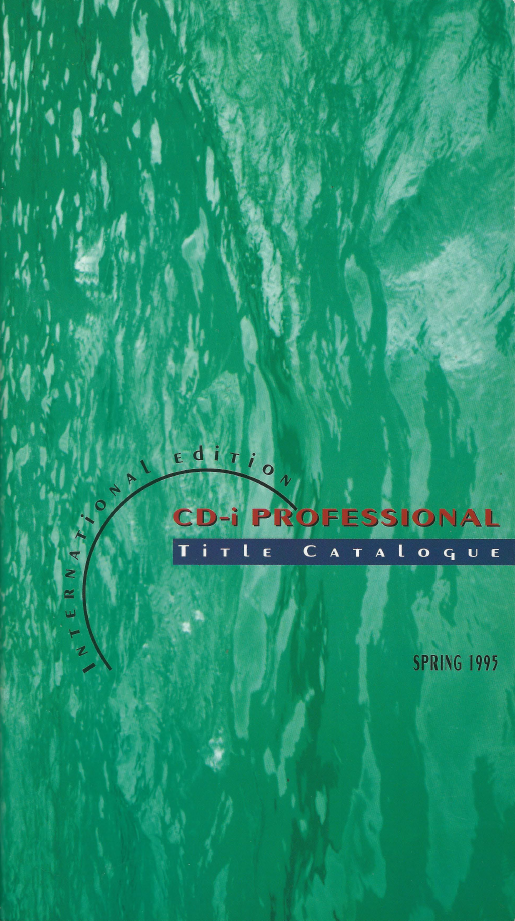 International edition
CD-i PROFESSIONAL
Title Catalogue
SPRING 1995